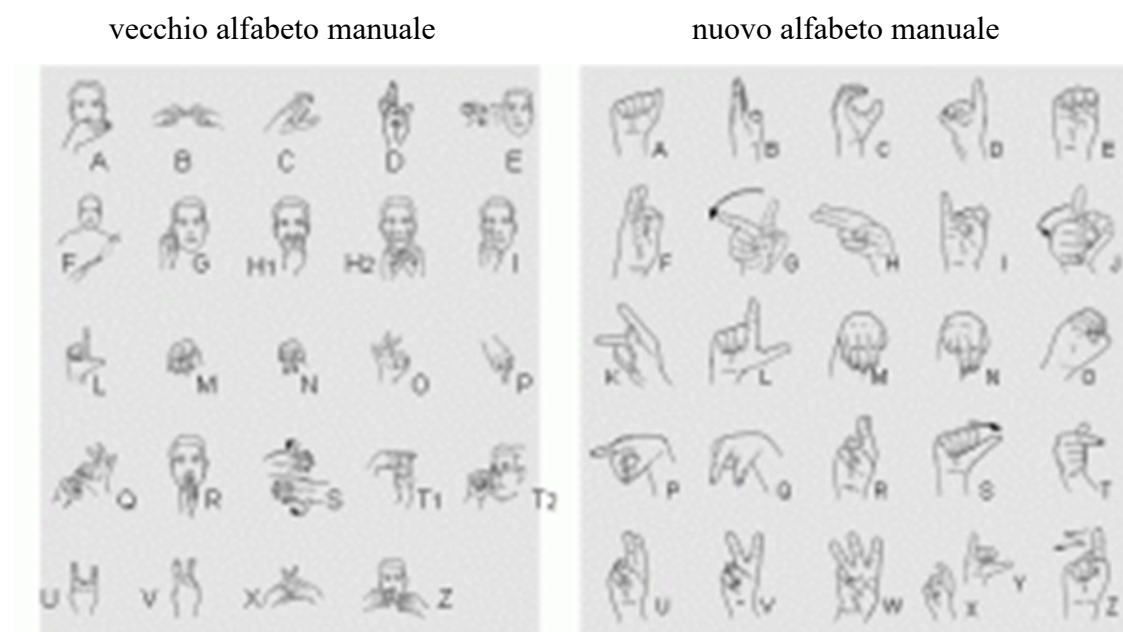 vecchio alfabeto manuale
nuovo alfabeto manuale
A B C D E
F G H1 H2 I
L M N O P
Q R S T1 T2
U V X Z
A B C D E
F G H I J
K L M N O
P Q R S T
U V W X Y Z